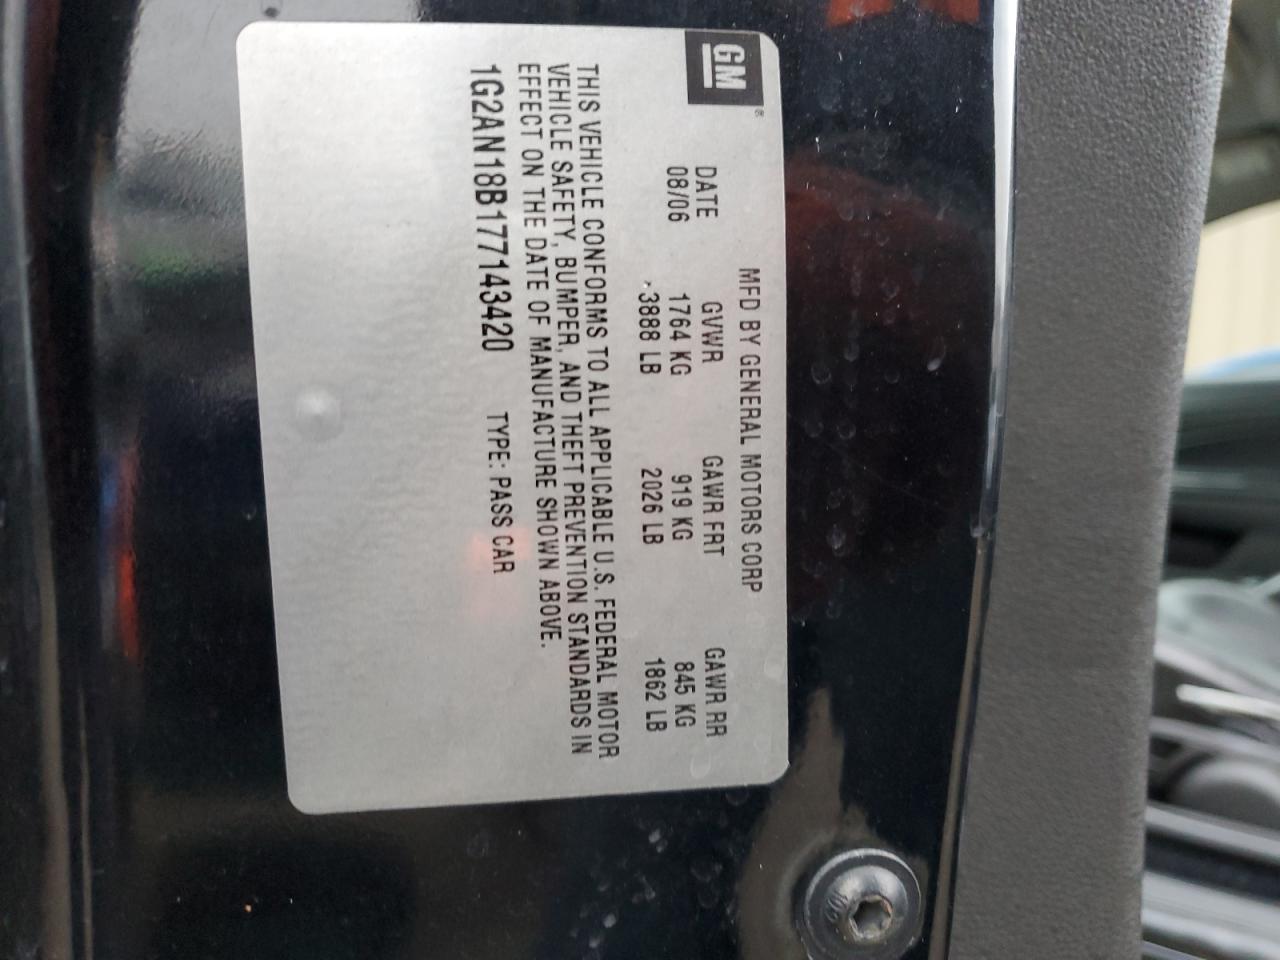 GM®
MFD BY GENERAL MOTORS CORP
DATE GVWR GAWR FRT GAWR RR
08/06 1764 KG 919 KG 845 KG
3888 LB 2026 LB 1862 LB
THIS VEHICLE CONFORMS TO ALL APPLICABLE U.S. FEDERAL MOTOR
VEHICLE SAFETY, BUMPER, AND THEFT PREVENTION STANDARDS IN
EFFECT ON THE DATE OF MANUFACTURE SHOWN ABOVE.
1G2AN18B177143420 TYPE: PASS CAR